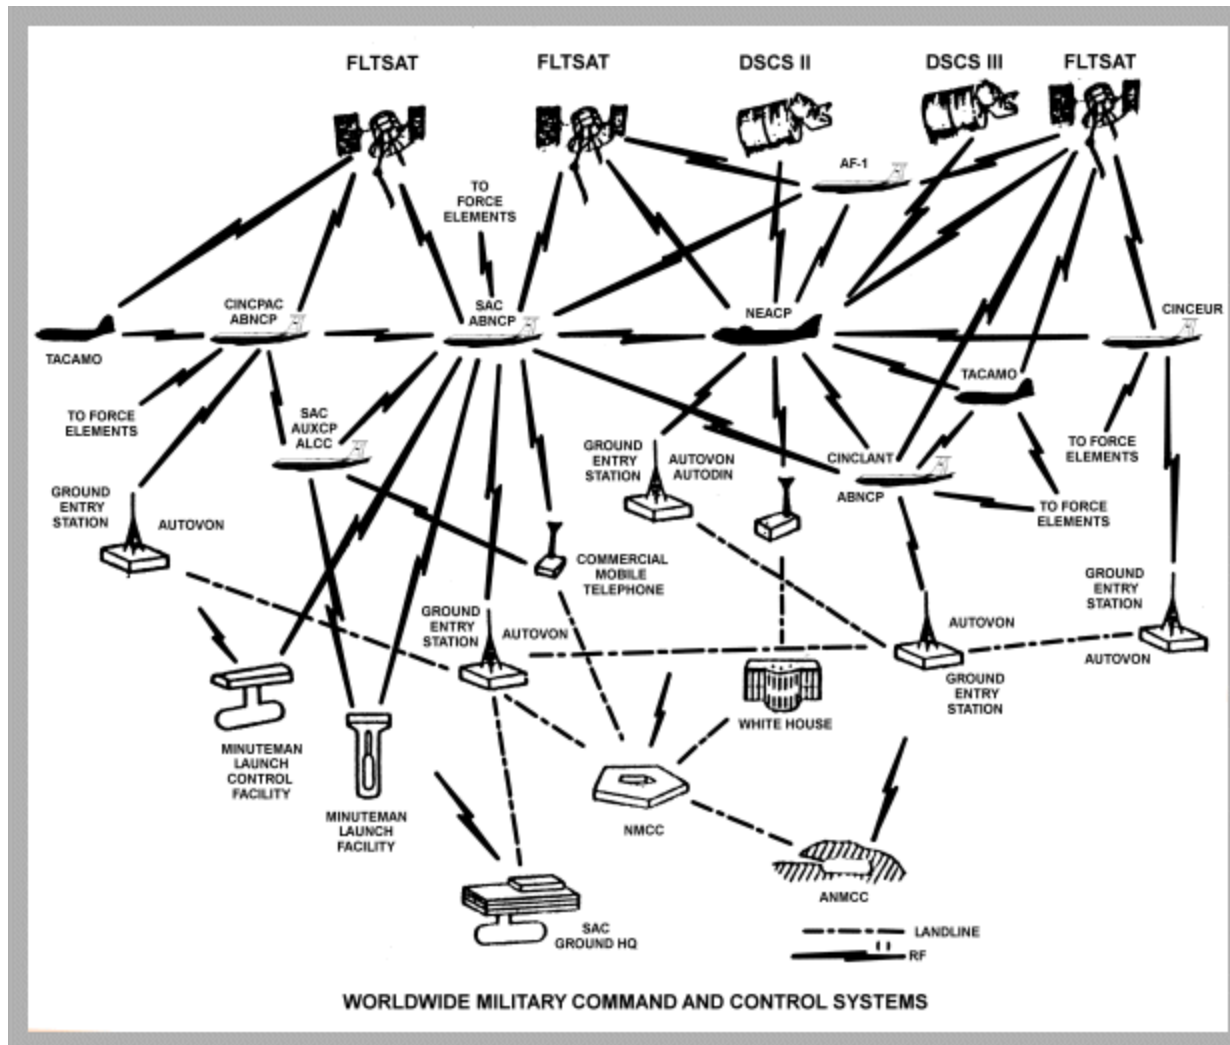 FLTSAT
FLTSAT
DSCS II
DSCS III
FLTSAT
AF-1
TO
FORCE
ELEMENTS
CINCPAC
ABNCP
SAC
ABNCP
NEACP
CINCEUR
TACAMO
TACAMO
TO FORCE
ELEMENTS
SAC
AUXCP
ALCC
GROUND
ENTRY
STATION
AUTOVON
AUTODIN
CINCLANT
ABNCP
TO FORCE
ELEMENTS
TO FORCE
ELEMENTS
GROUND
ENTRY
STATION
AUTOVON
COMMERCIAL
MOBILE
TELEPHONE
GROUND
ENTRY
STATION
AUTOVON
AUTOVON
GROUND
ENTRY
STATION
GROUND
ENTRY
STATION
AUTOVON
WHITE HOUSE
MINUTEMAN
LAUNCH
CONTROL
FACILITY
MINUTEMAN
LAUNCH
FACILITY
NMCC
ANMCC
SAC
GROUND HQ
LANDLINE
RF
WORLDWIDE MILITARY COMMAND AND CONTROL SYSTEMS